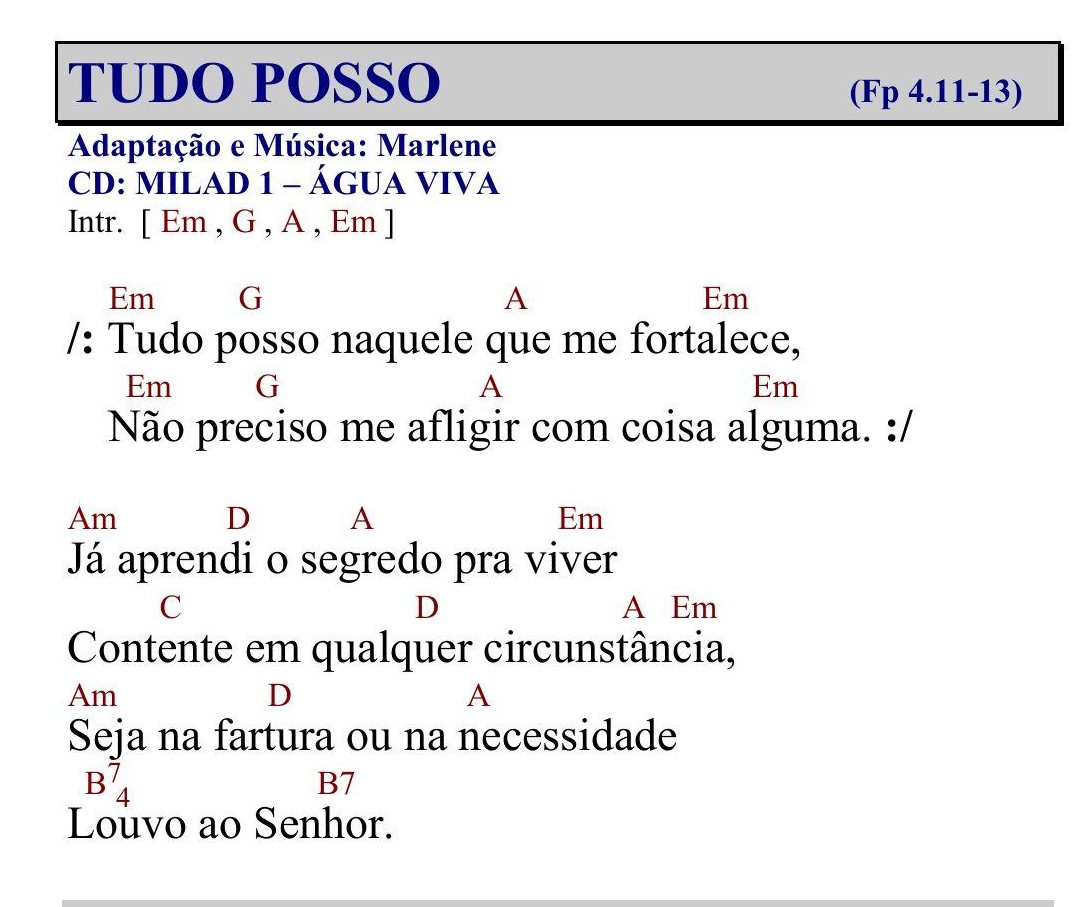 TUDO POSSO (Fp 4.11-13)
Adaptação e Música: Marlene
CD: MILAD 1 – ÁGUA VIVA
Intr. [ Em , G , A , Em ]
Em G A Em
/: Tudo posso naquele que me fortalece,
Em G A Em
Não preciso me afligir com coisa alguma. :/
Am D A Em
Já aprendi o segredo pra viver
C D A Em
Contente em qualquer circunstância,
Am D A
Seja na fartura ou na necessidade
B7 4 B7
Louvo ao Senhor.